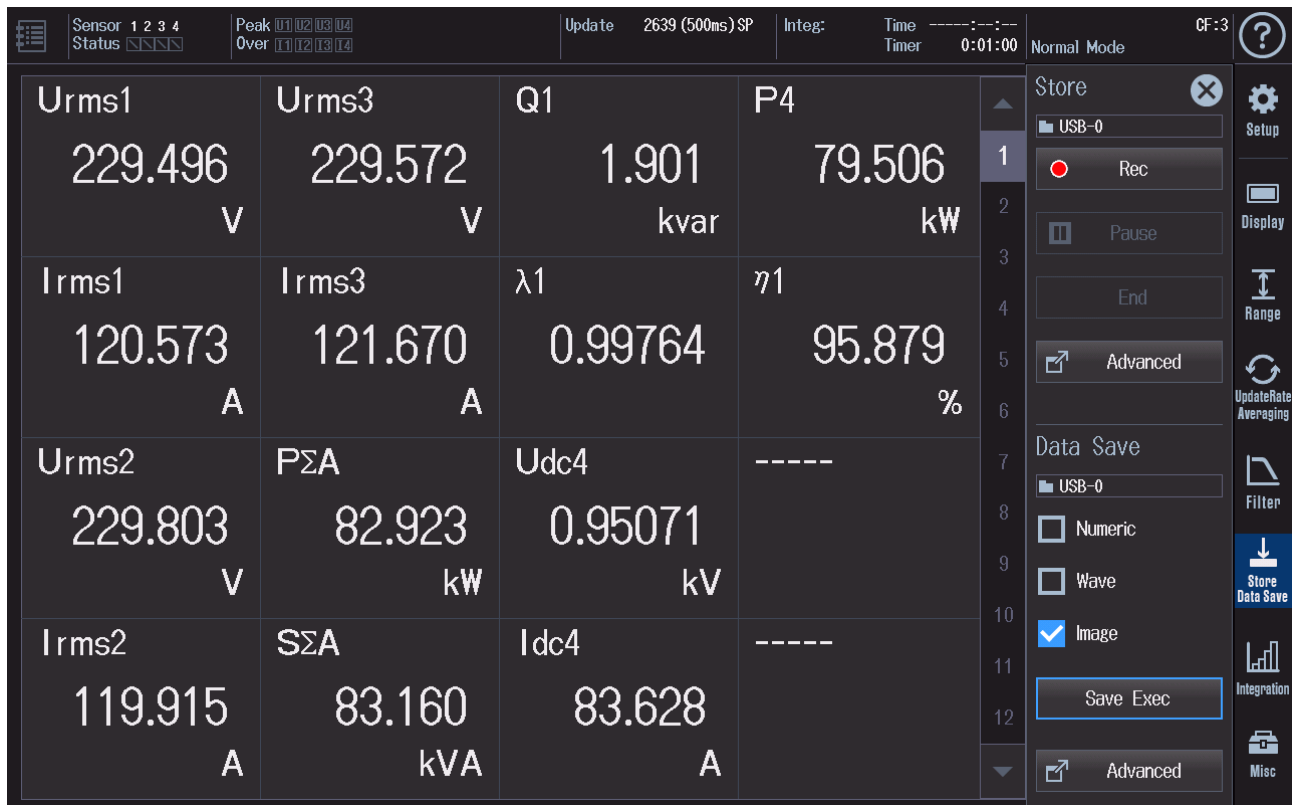 Sensor 1 2 3 4
Status
Peak U1 U2 U3 U4
Over I1 I2 I3 I4
Update 2639 (500ms) SP
Integ:
Time -----:--:--
Timer 0:01:00
CF:3
Normal Mode
?
Urms1
229.496
V
Urms3
229.572
V
Q1
1.901
kvar
P4
79.506
kW
Irms1
120.573
A
Irms3
121.670
A
λ1
0.99764
η1
95.879
%
Urms2
229.803
V
PΣA
82.923
kW
Udc4
0.95071
kV
-----
Irms2
119.915
A
SΣA
83.160
kVA
Idc4
83.628
A
-----
1
2
3
4
5
6
7
8
9
10
11
12
Store
USB-0
Rec
Pause
End
Advanced
Data Save
USB-0
Numeric
Wave
Image
Save Exec
Advanced
Setup
Display
Range
UpdateRate
Averaging
Filter
Store
Data Save
Integration
Misc